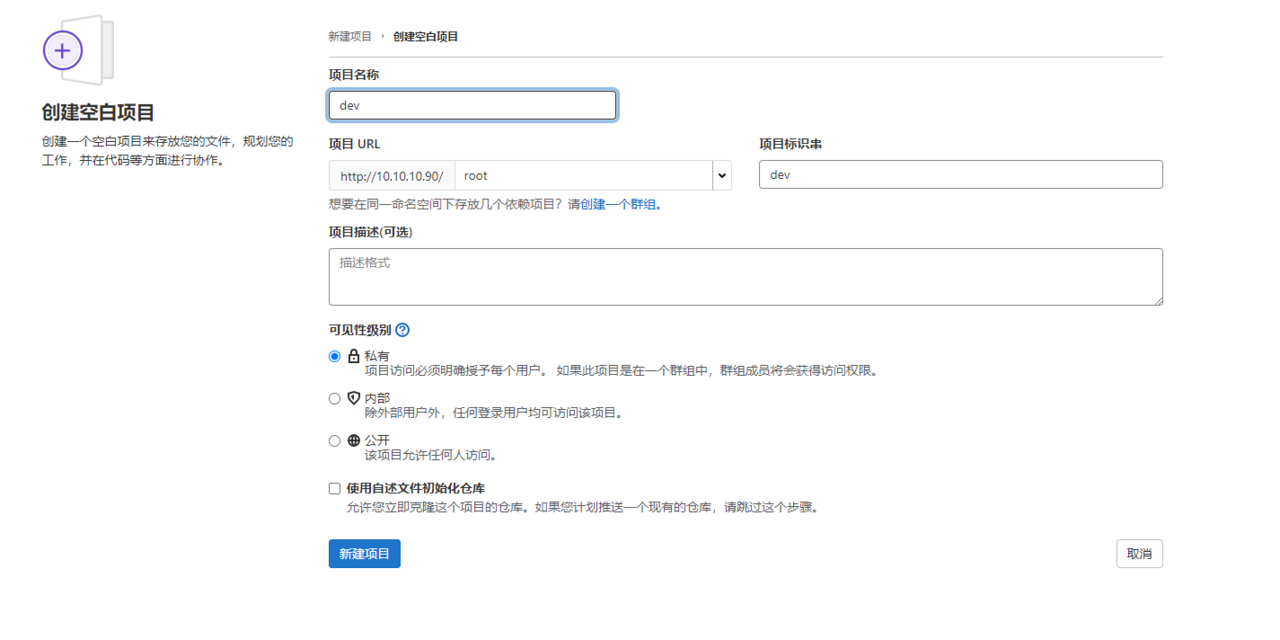 创建空白项目
创建一个空白项目来存放您的文件，规划您的
工作，并在代码等方面进行协作。
新建项目 › 创建空白项目
项目名称
dev
项目 URL
项目标识串
http://10.10.10.90/ root
dev
想要在同一命名空间下存放几个依赖项目？请创建一个群组。
项目描述(可选)
描述格式
可见性级别
私有
项目访问必须明确授予每个用户。 如果此项目是在一个群组中，群组成员将会获得访问权限。
内部
除外部用户外，任何登录用户均可访问该项目。
公开
该项目允许任何人访问。
使用自述文件初始化仓库
允许您立即克隆这个项目的仓库。如果您计划推送一个现有的仓库，请跳过这个步骤。
新建项目
取消